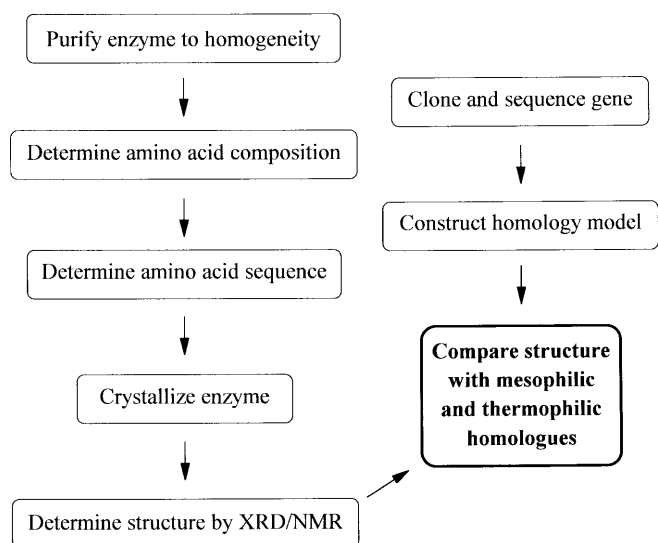 Purify enzyme to homogeneity
Determine amino acid composition
Determine amino acid sequence
Crystallize enzyme
Determine structure by XRD/NMR
Clone and sequence gene
Construct homology model
Compare structure
with mesophilic
and thermophilic
homologues